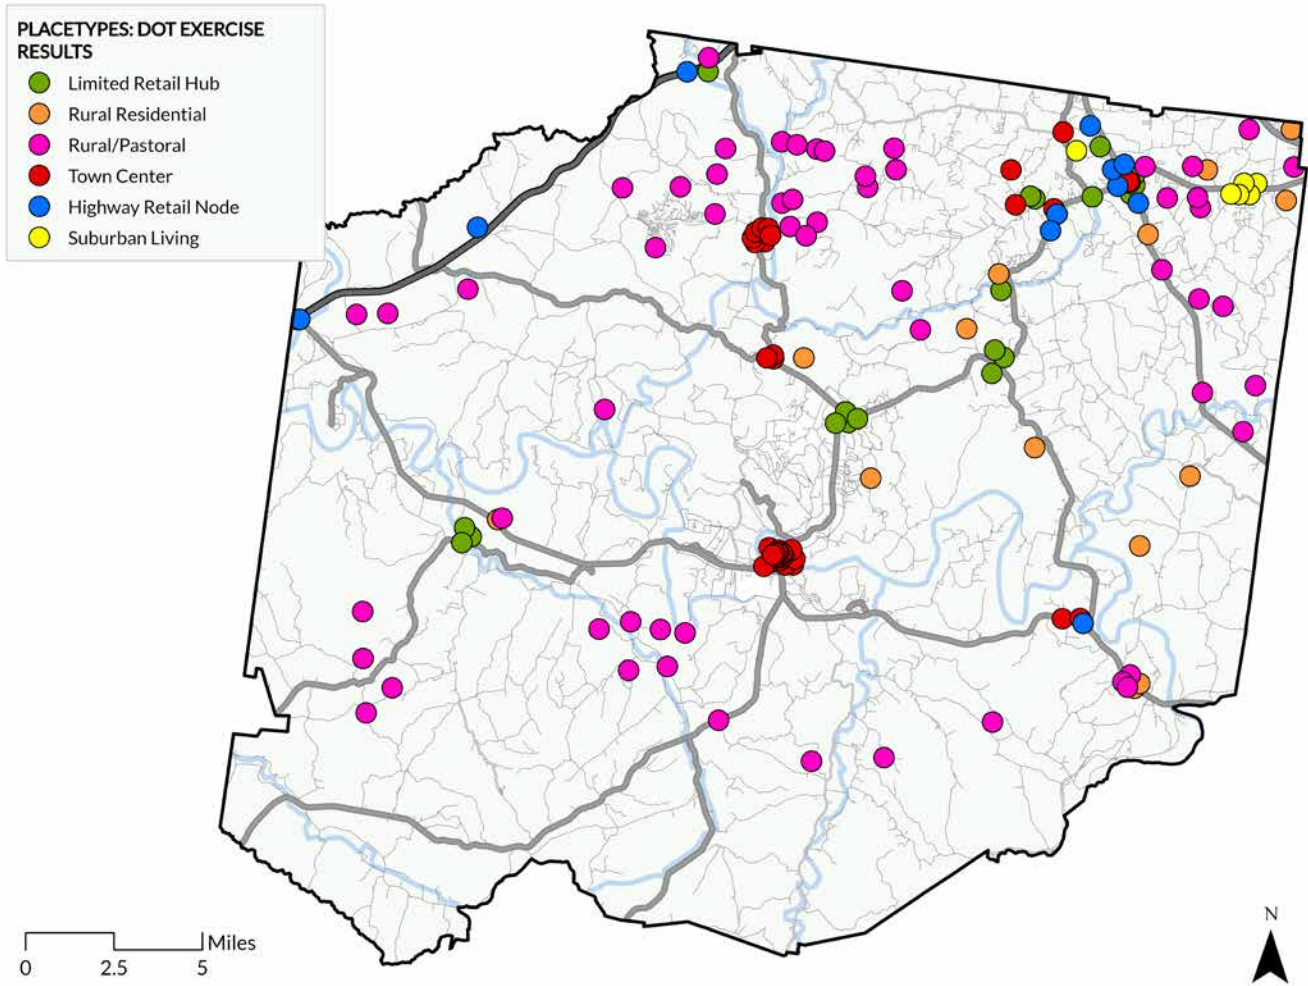 PLACETYPES: DOT EXERCISE
RESULTS
Limited Retail Hub
Rural Residential
Rural/Pastoral
Town Center
Highway Retail Node
Suburban Living
N
Miles
0 2.5 5